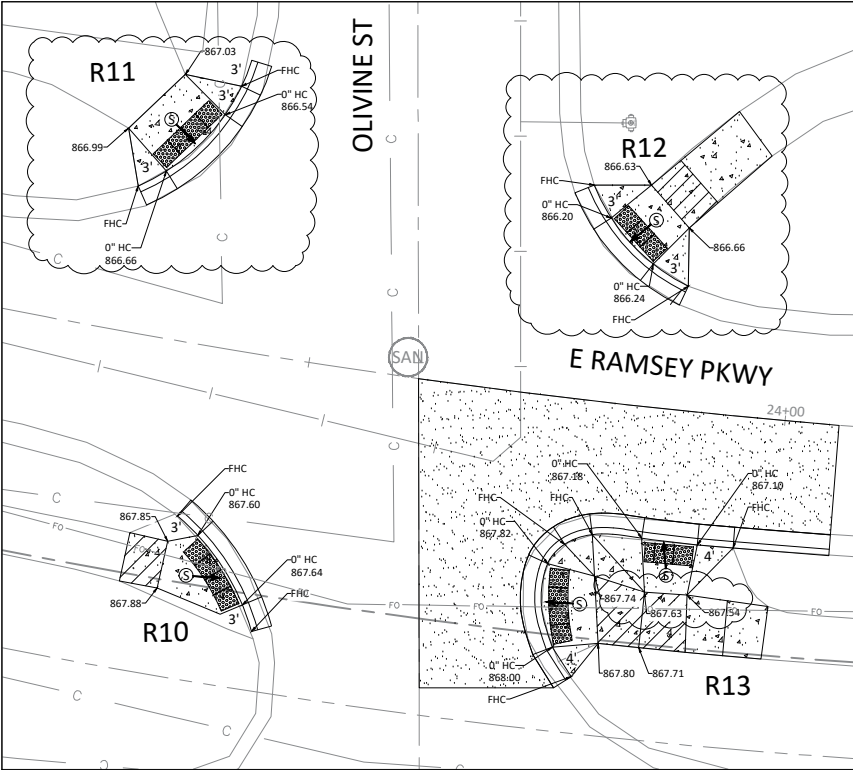 OLIVINE ST
R11
867.03
3'
FHC
3'
0" HC
866.54
S
866.99
3'
FHC
0" HC
866.66
C
C
C
C
C
R12
866.63
FHC
3'
0" HC
866.20
S
866.66
3'
0" HC
866.24
FHC
SAN
E RAMSEY PKWY
24+00
C
FHC
0" HC
867.60
867.85
3'
C
FO
FO
S
0" HC
867.64
FHC
867.88
3'
R10
C
C
C
C
FO
FO
FO
0" HC
867.18
0" HC
867.10
FHC
FHC
FHC
0" HC
867.82
4'
S
S
867.74
867.63
867.54
4'
0" HC
868.00
867.80
867.71
FHC
R13